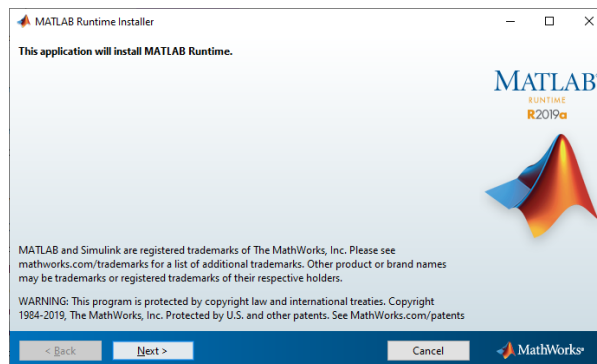 MATLAB Runtime Installer
This application will install MATLAB Runtime.
MATLAB®
RUNTIME
R2019a
MATLAB and Simulink are registered trademarks of The MathWorks, Inc. Please see
mathworks.com/trademarks for a list of additional trademarks. Other product or brand names
may be trademarks or registered trademarks of their respective holders.
WARNING: This program is protected by copyright law and international treaties. Copyright
1984-2019, The MathWorks, Inc. Protected by U.S. and other patents. See MathWorks.com/patents
< Back
Next >
Cancel
MathWorks®